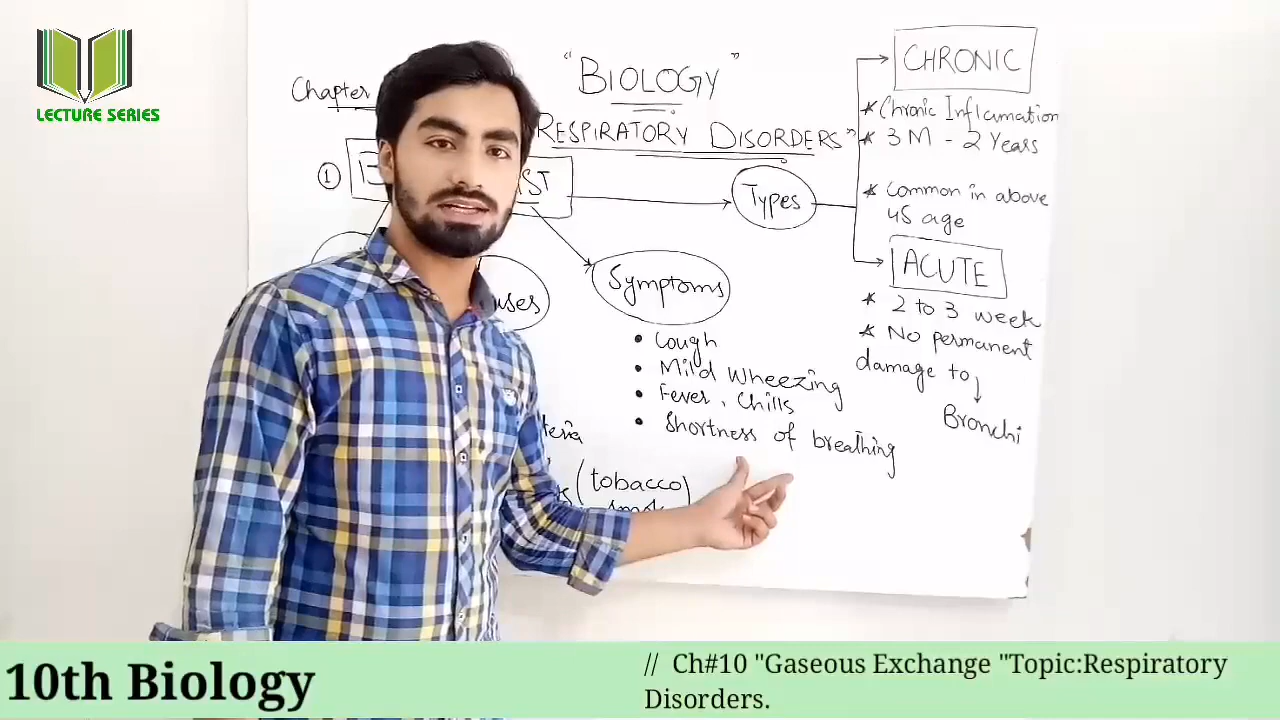 LECTURE SERIES
Chapter
"BIOLOGY"
RESPIRATORY DISORDERS"
①
Types
Symptoms
• Cough
• Mild wheezing
• Fever, Chills
• Shortness of breathing
(tobacco)
CHRONIC
* Chronic Inflamation
* 3 M - 2 Years
* Common in above
45 age
ACUTE
* 2 to 3 week
* No permanent
damage to
Bronchi
10th Biology
// Ch#10 "Gaseous Exchange "Topic:Respiratory
Disorders.